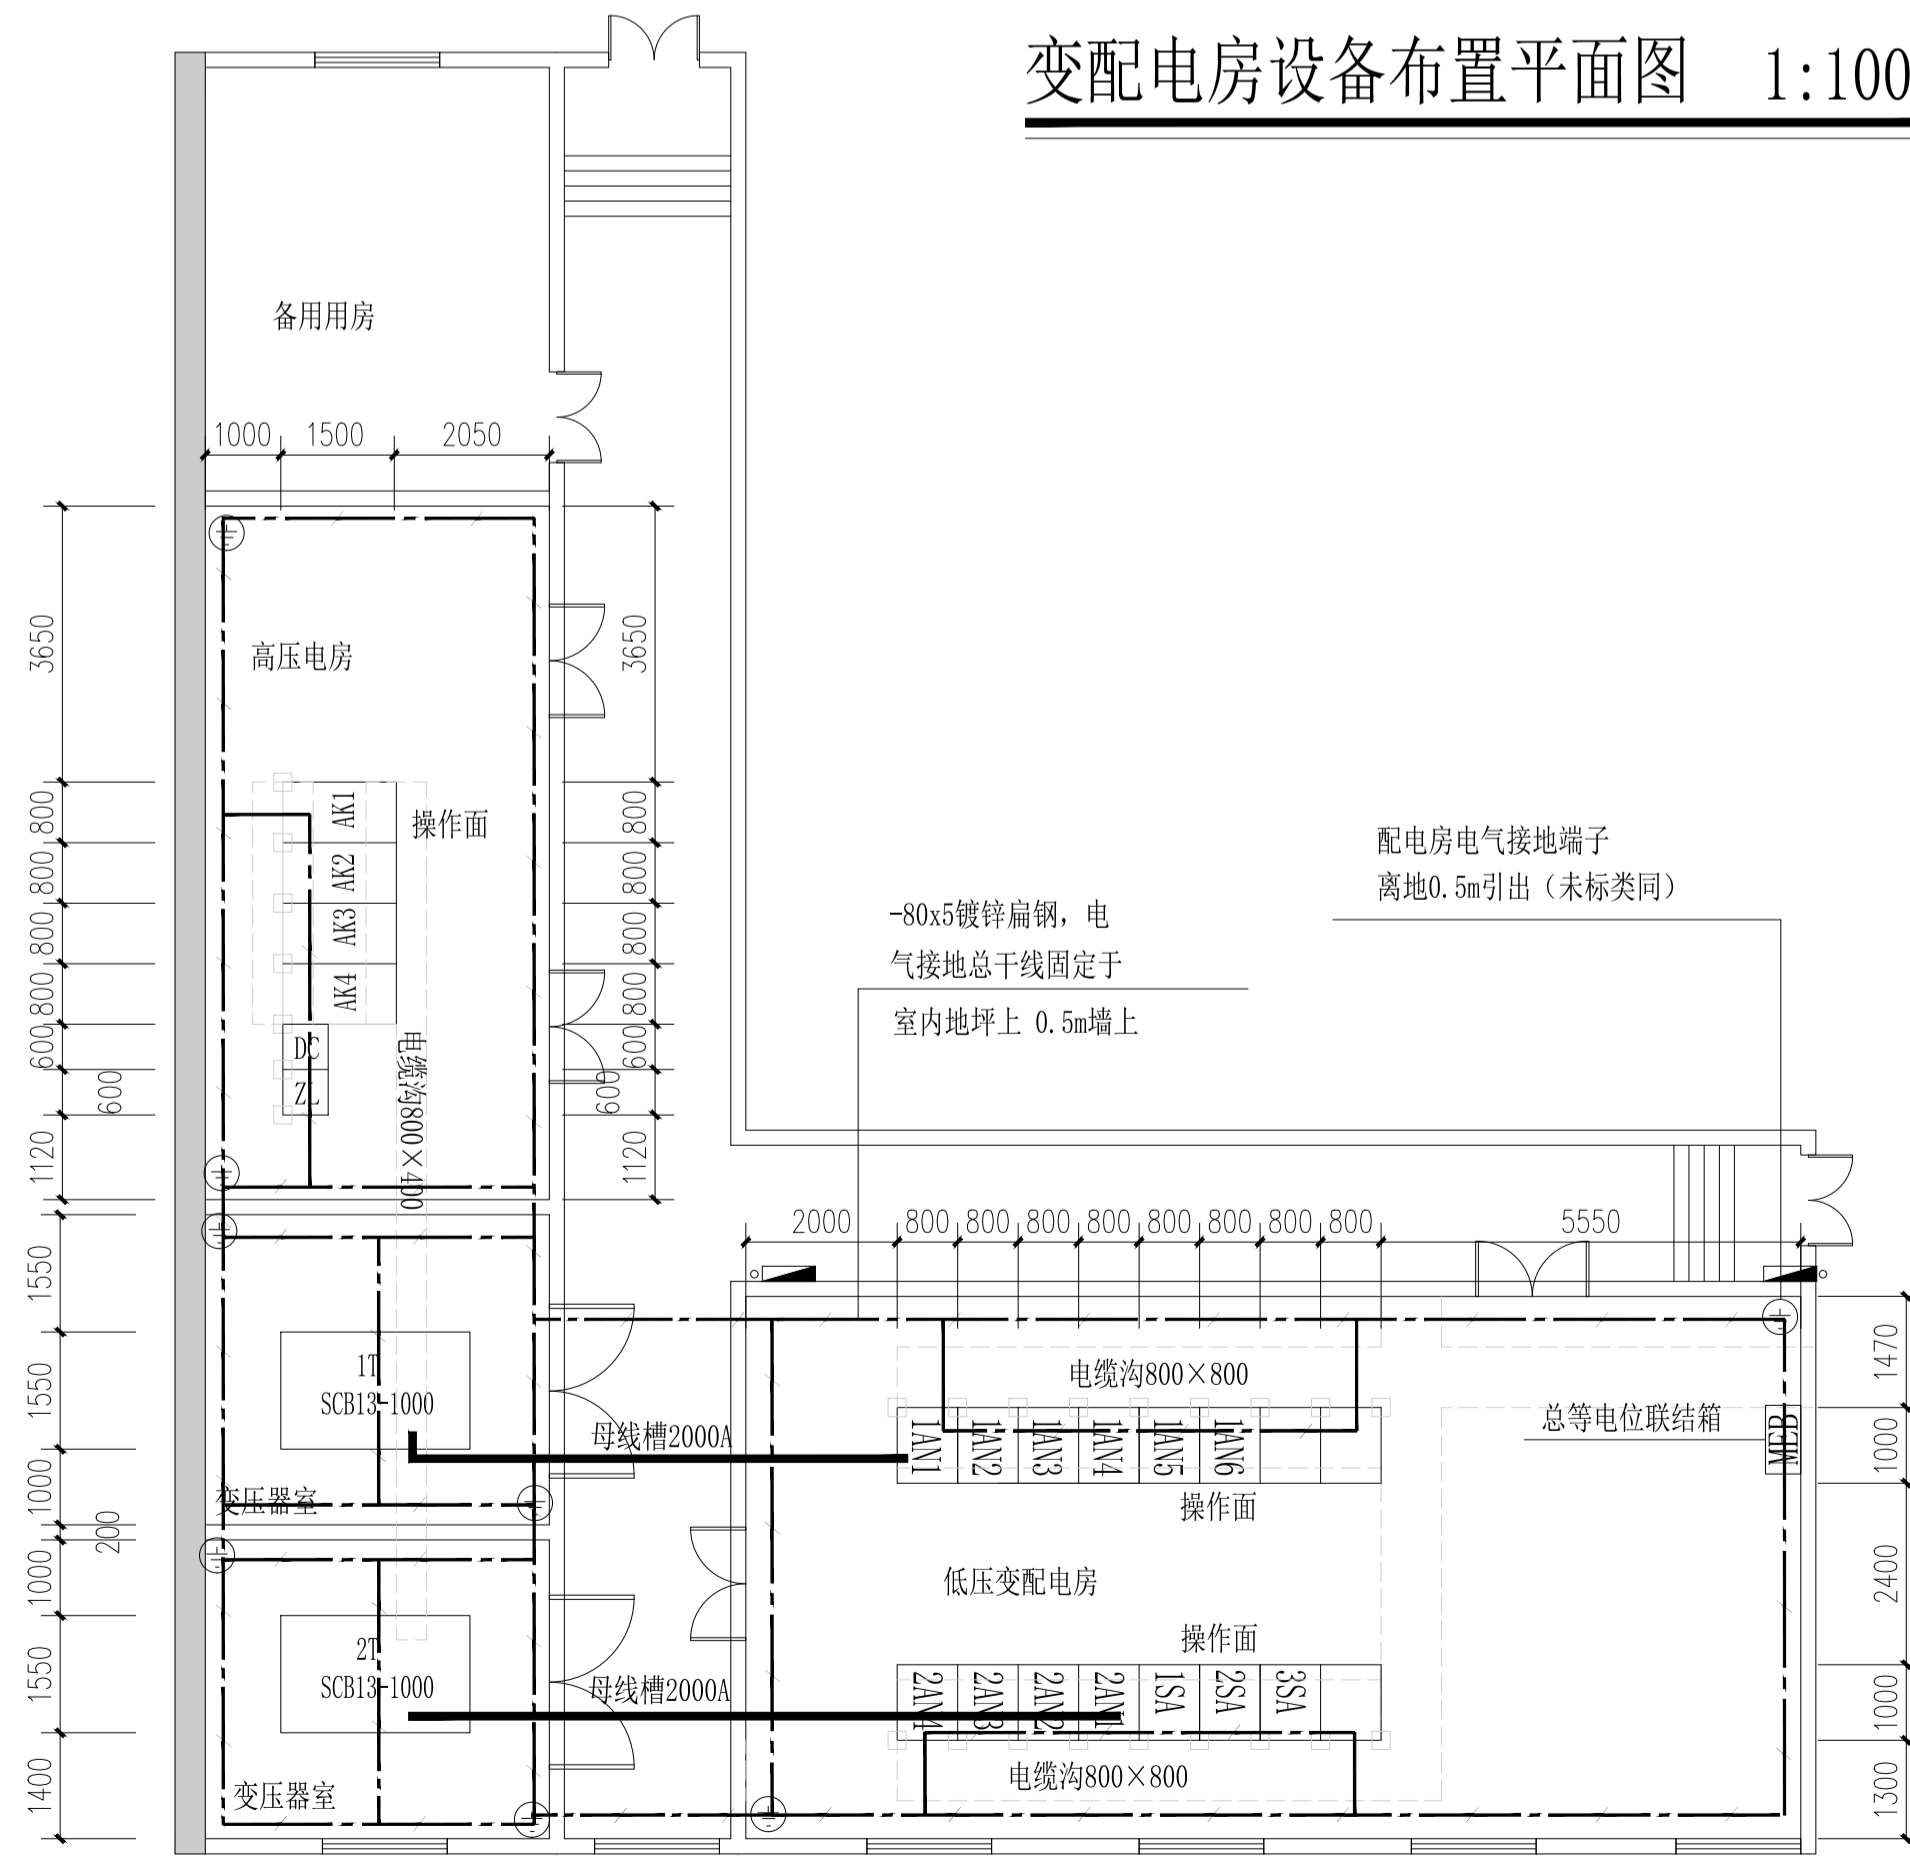 变配电房设备布置平面图 1:100
备用用房
1000 1500 2050
高压电房
3650
3650
AK1
AK2
AK3
AK4
操作面
DC
ZL
电缆沟800×400
800
800
800
800
600
600
1120
800
800
800
800
600
600
1120
配电房电气接地端子
离地0.5m引出（未标类同）
-80x5镀锌扁钢，电
气接地总干线固定于
室内地坪上 0.5m墙上
2000 800 800 800 800 800 800 800 800 5550
1550
1550
1000
200
1000
1550
1400
1T
SCB13-1000
变压器室
母线槽2000A
2T
SCB13-1000
变压器室
母线槽2000A
电缆沟800×800
1AN1 1AN2 1AN3 1AN4 1AN5 1AN6
操作面
低压变配电房
操作面
2AN4 2AN3 2AN2 2AN1 1SA 2SA 3SA
电缆沟800×800
总等电位联结箱
MEB
1470
1000
2400
1000
1300